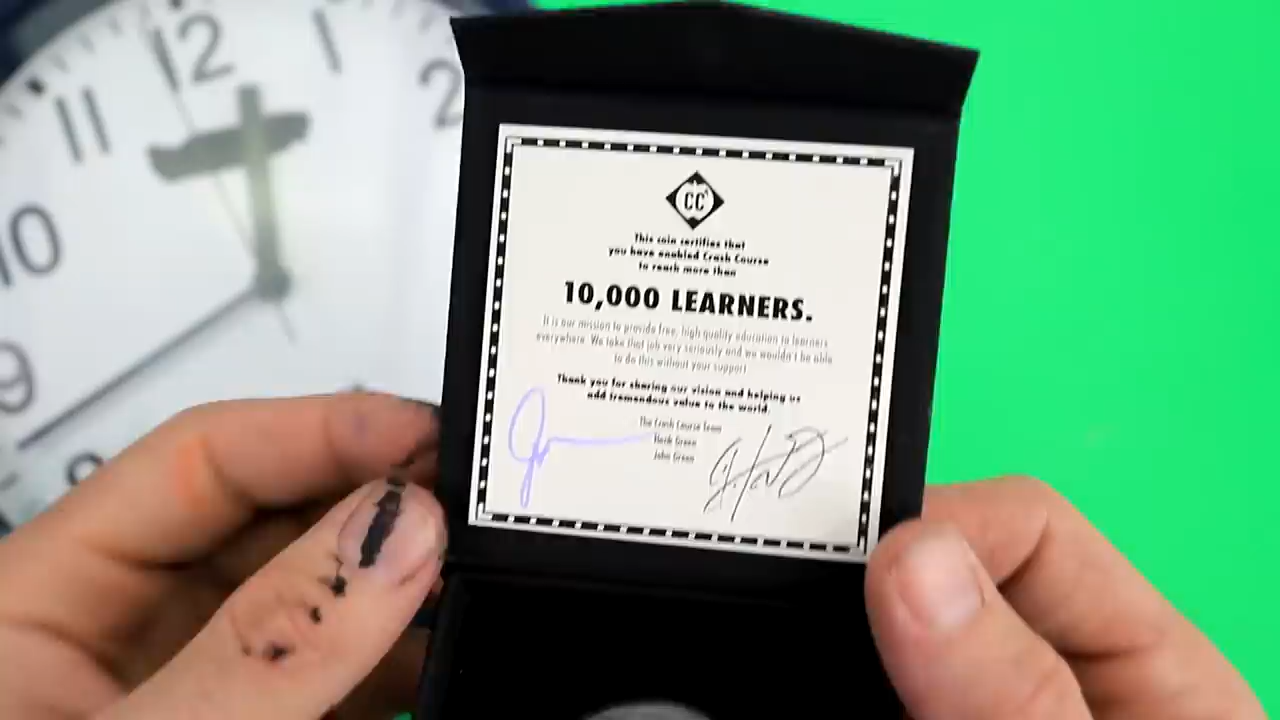 12
1
2
11
10
9
8
CC
This coin certifies that
you have enabled Crash Course
to reach more than
10,000 LEARNERS.
It is our mission to provide free, high quality education to learners
everywhere. We take that job very seriously and we wouldn't be able
to do this without your support.
Thank you for sharing our vision and helping us
add tremendous value to the world.
The Crash Course Team
Hank Green
John Green